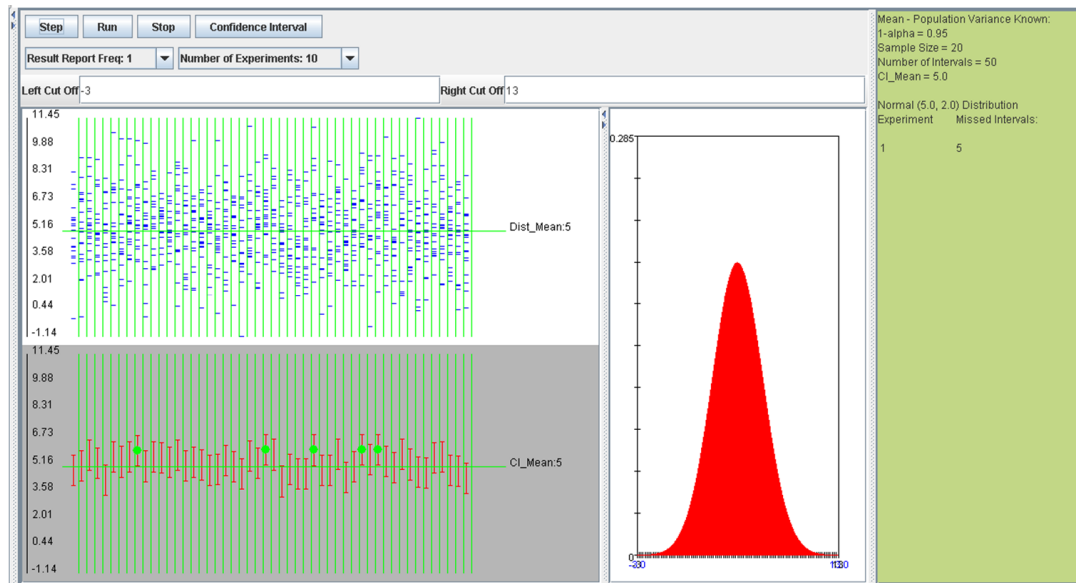 Step Run Stop Confidence Interval
Result Report Freq: 1 Number of Experiments: 10
Left Cut Off -3 Right Cut Off 13
11.45
9.88
8.31
6.73
5.16
3.58
2.01
0.44
-1.14
Dist_Mean:5
11.45
9.88
8.31
6.73
5.16
3.58
2.01
0.44
-1.14
CI_Mean:5
0.285
0
Mean - Population Variance Known:
1-alpha = 0.95
Sample Size = 20
Number of Intervals = 50
CI_Mean = 5.0
Normal (5.0, 2.0) Distribution
Experiment Missed Intervals:
1 5